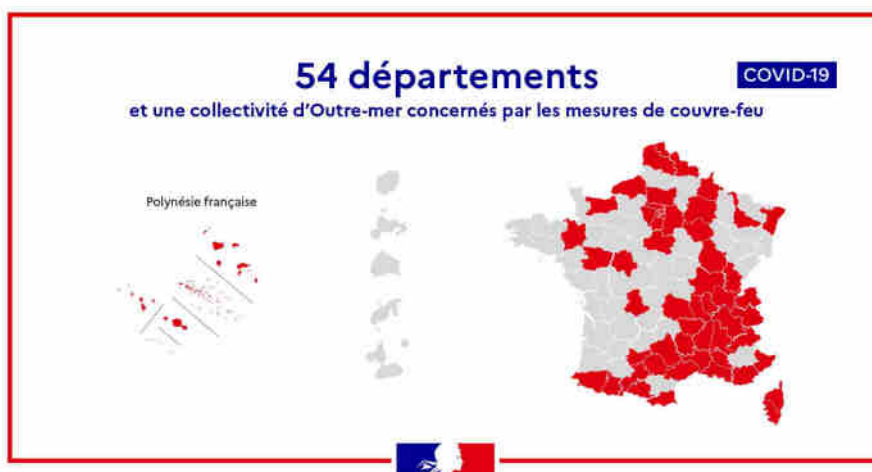 54 départements
COVID-19
et une collectivité d'Outre-mer concernés par les mesures de couvre-feu
Polynésie française